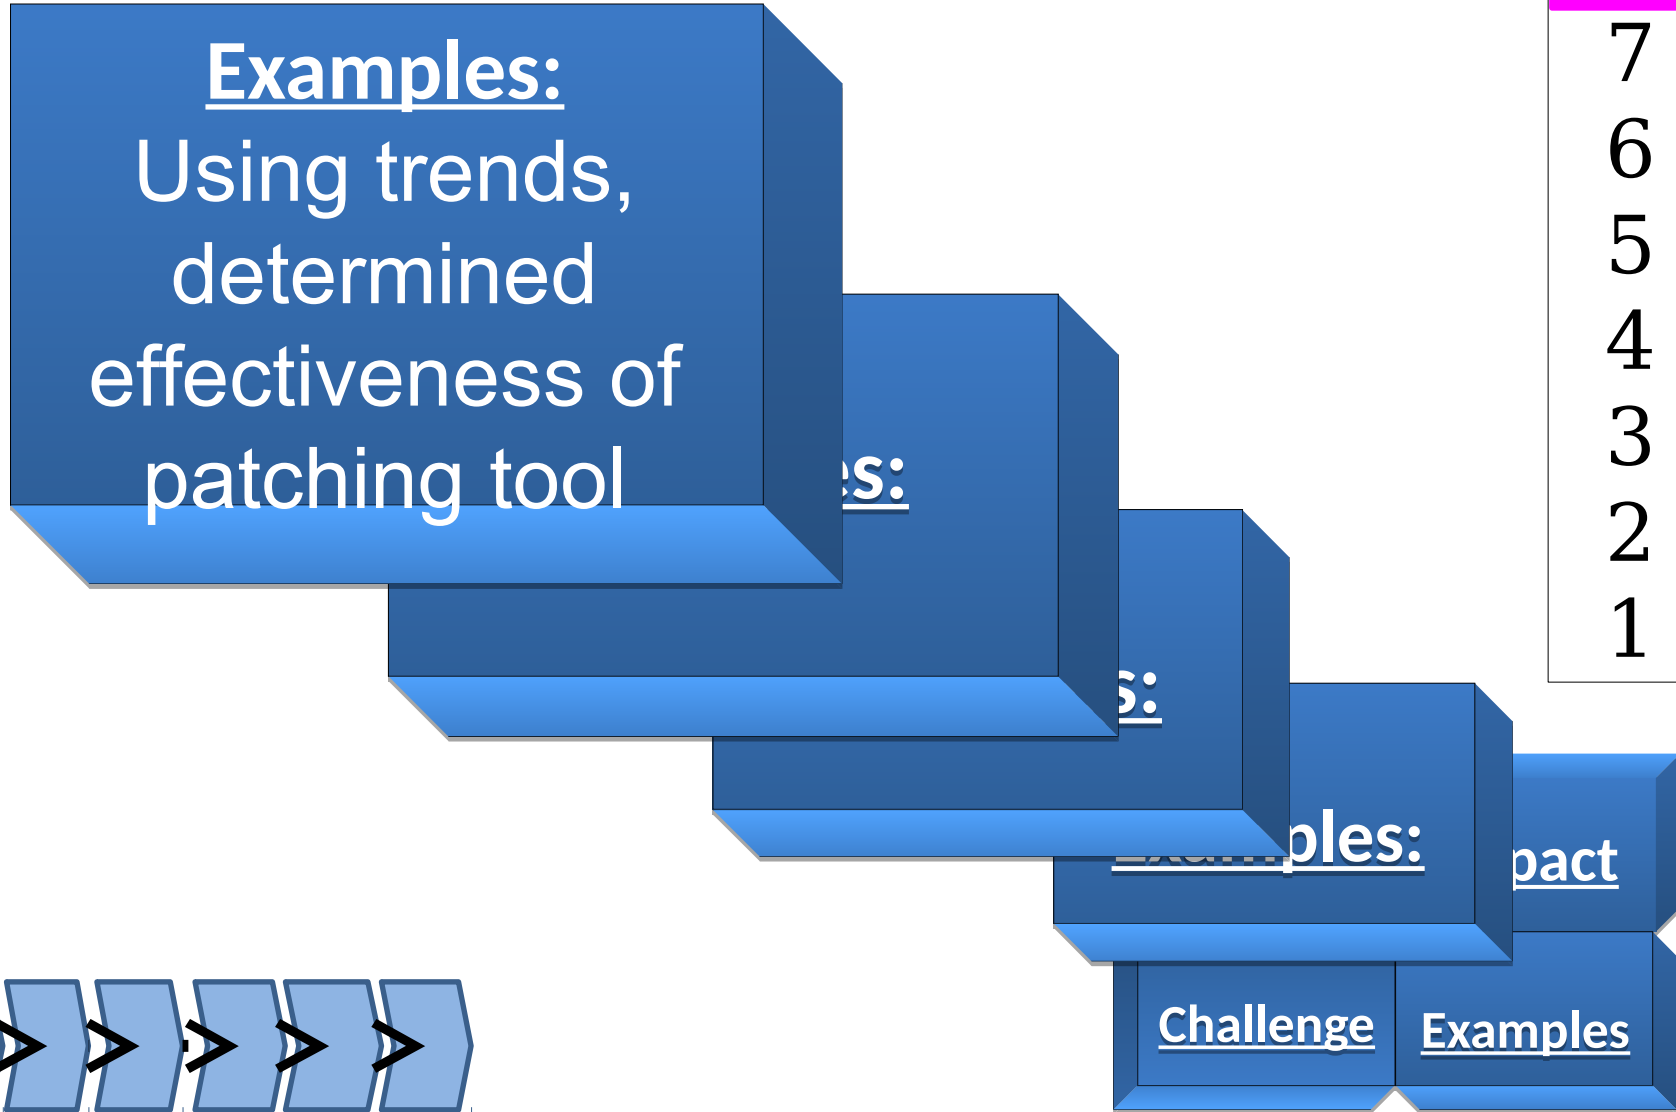 Examples:
Using trends,
determined
effectiveness of
patching tool
es:
s:
ples:
pact
Challenge
Examples
7
6
5
4
3
2
1